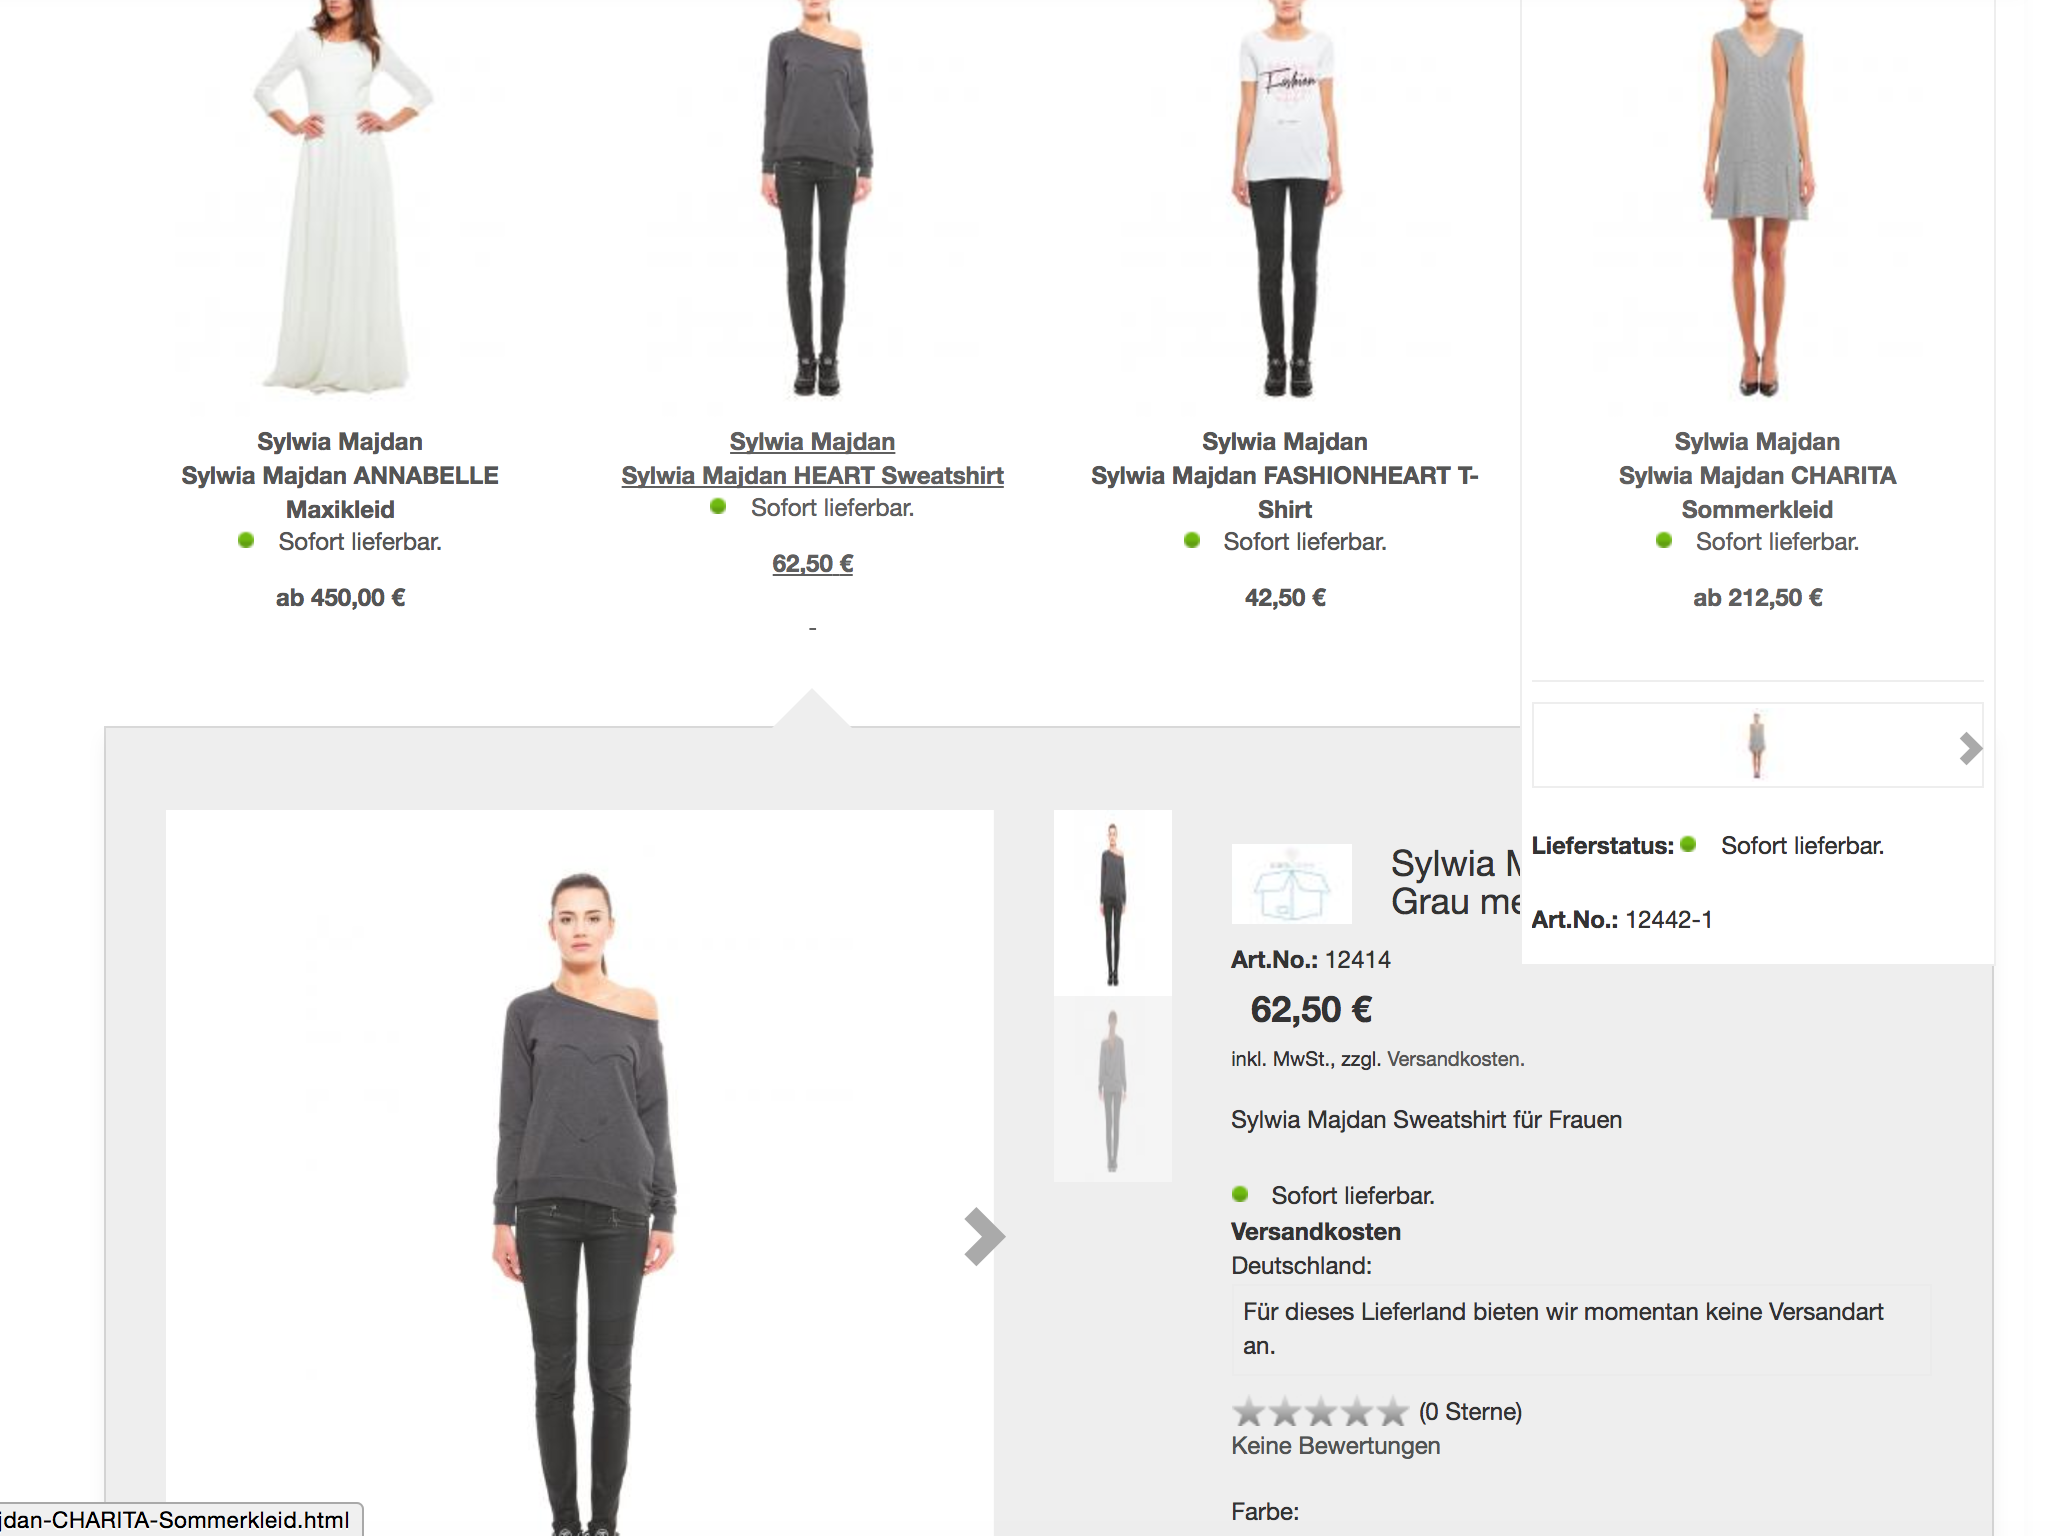 Fashion
Sylwia Majdan
Sylwia Majdan ANNABELLE
Maxikleid
Sofort lieferbar.
ab 450,00 €
Sylwia Majdan
Sylwia Majdan HEART Sweatshirt
Sofort lieferbar.
62,50 €
-
Sylwia Majdan
Sylwia Majdan FASHIONHEART T-
Shirt
Sofort lieferbar.
42,50 €
Sylwia Majdan
Sylwia Majdan CHARITA
Sommerkleid
Sofort lieferbar.
ab 212,50 €
Lieferstatus: Sofort lieferbar.
Art.No.: 12442-1
Sylwia M
Grau me
Art.No.: 12414
62,50 €
inkl. MwSt., zzgl. Versandkosten.
Sylwia Majdan Sweatshirt für Frauen
Sofort lieferbar.
Versandkosten
Deutschland:
Für dieses Lieferland bieten wir momentan keine Versandart
an.
(0 Sterne)
Keine Bewertungen
Farbe:
jdan-CHARITA-Sommerkleid.html